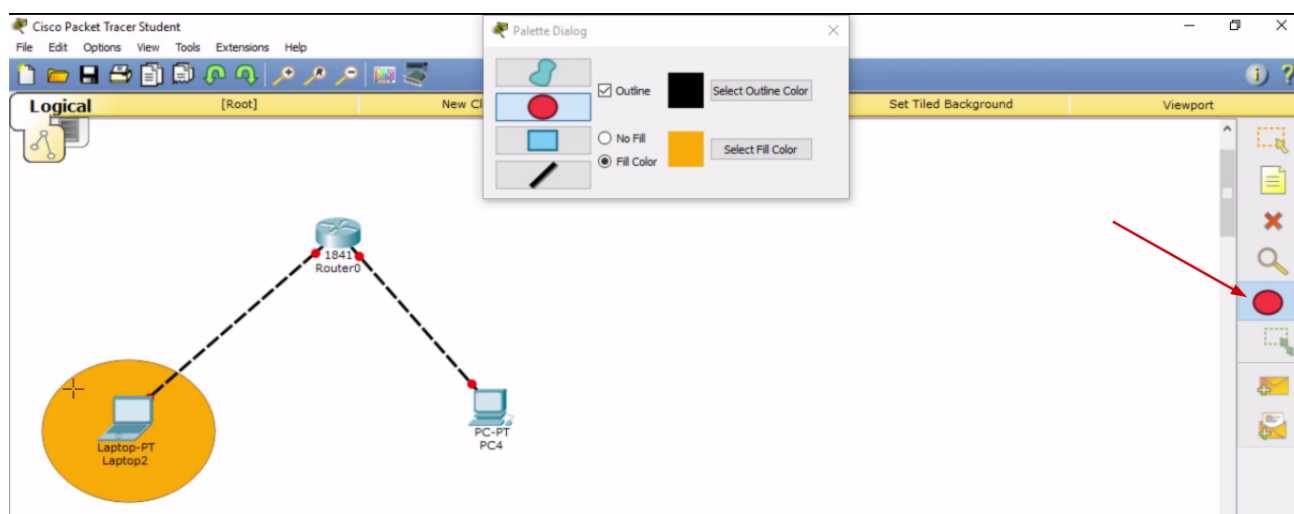 Cisco Packet Tracer Student
File Edit Options View Tools Extensions Help
Palette Dialog
Outline
Select Outline Color
No Fill
Fill Color
Select Fill Color
Logical
[Root]
New Cl
Set Tiled Background
Viewport
1841
Router0
Laptop-PT
Laptop2
PC-PT
PC4